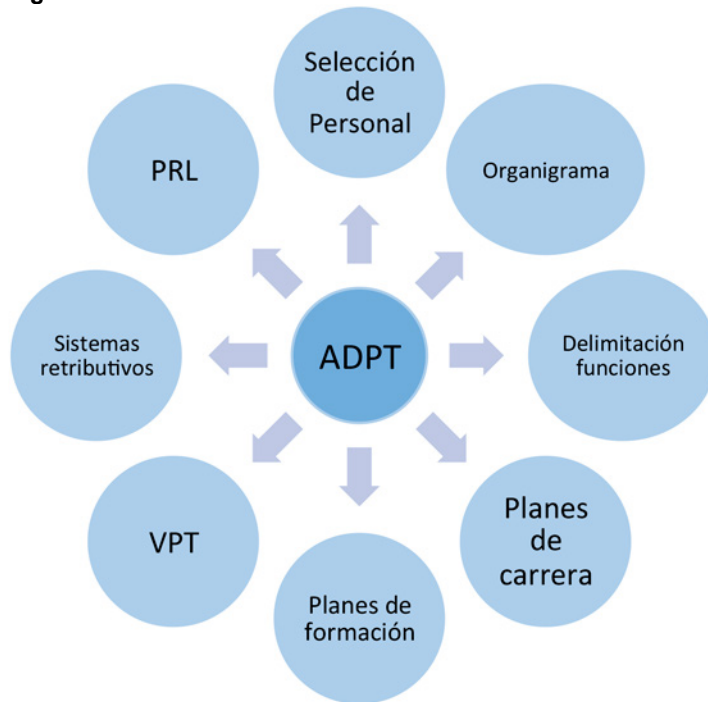 Selección
de
Personal
Organigrama
Delimitación
funciones
Planes
de
carrera
Planes de
formación
VPT
Sistemas
retributivos
PRL
ADPT